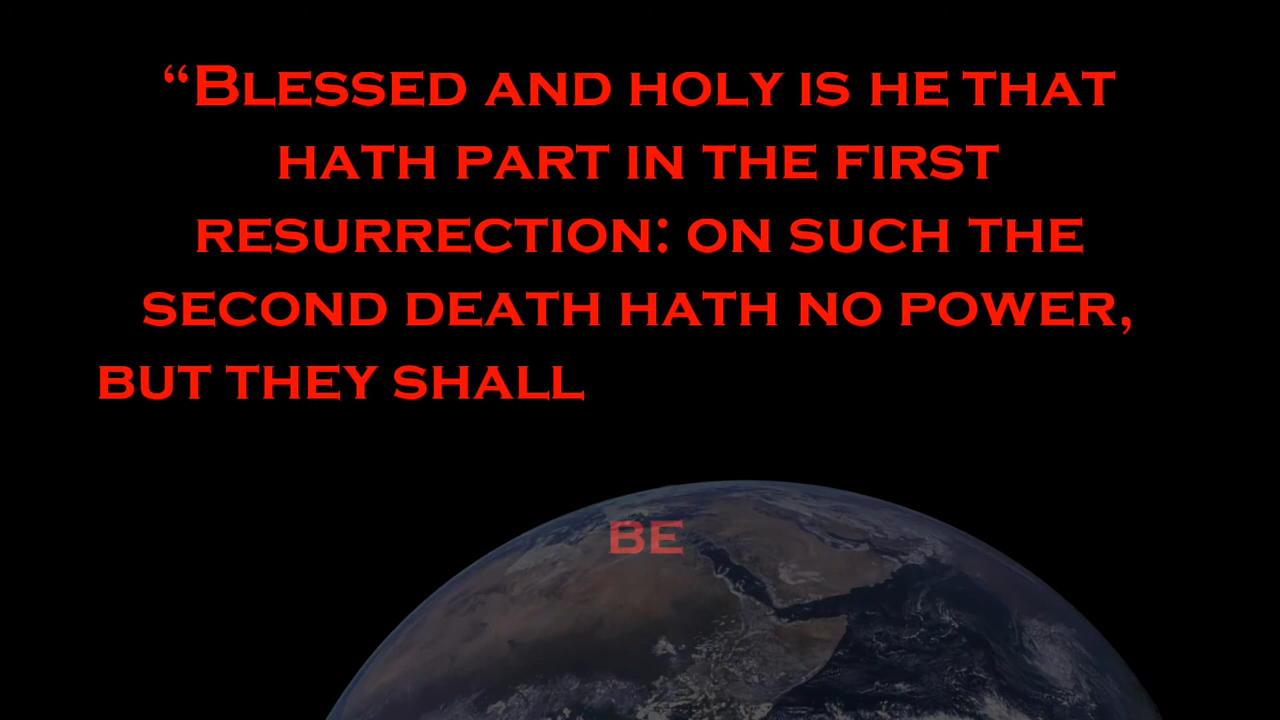 “Blessed and holy is he that
hath part in the first
resurrection: on such the
second death hath no power,
but they shall
be